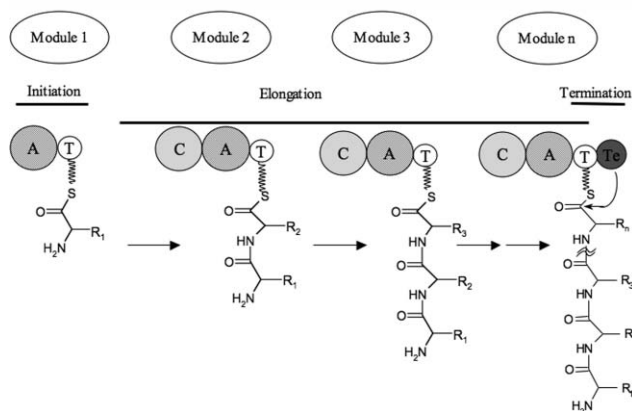 Module 1 Module 2 Module 3 Module n
Initiation Elongation Termination
A T C A T C A T C A T Te
S S S S
O O O O
R₁ R₂ R₃ Rₙ
H₂N HN HN HN
O O O
R₁ R₂ R₃
H₂N HN HN
O O
R₁ R
H₂N HN
O
R₁
H₂N